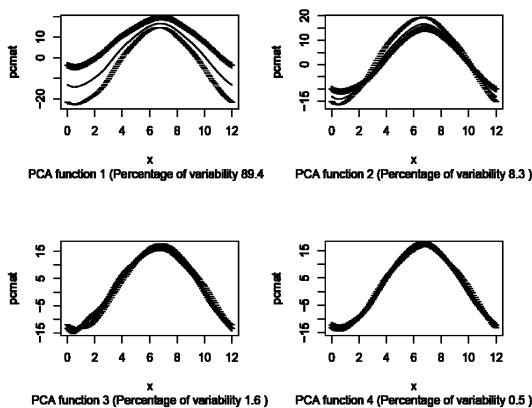 pcmat
-20
0
10
0 2 4 6 8 10 12
x
PCA function 1 (Percentage of variability 89.4
pcmat
-15
0
10
20
0 2 4 6 8 10 12
x
PCA function 2 (Percentage of variability 8.3 )
pcmat
-15
-5
5
15
0 2 4 6 8 10 12
x
PCA function 3 (Percentage of variability 1.6 )
pcmat
-15
-5
5
15
0 2 4 6 8 10 12
x
PCA function 4 (Percentage of variability 0.5 )